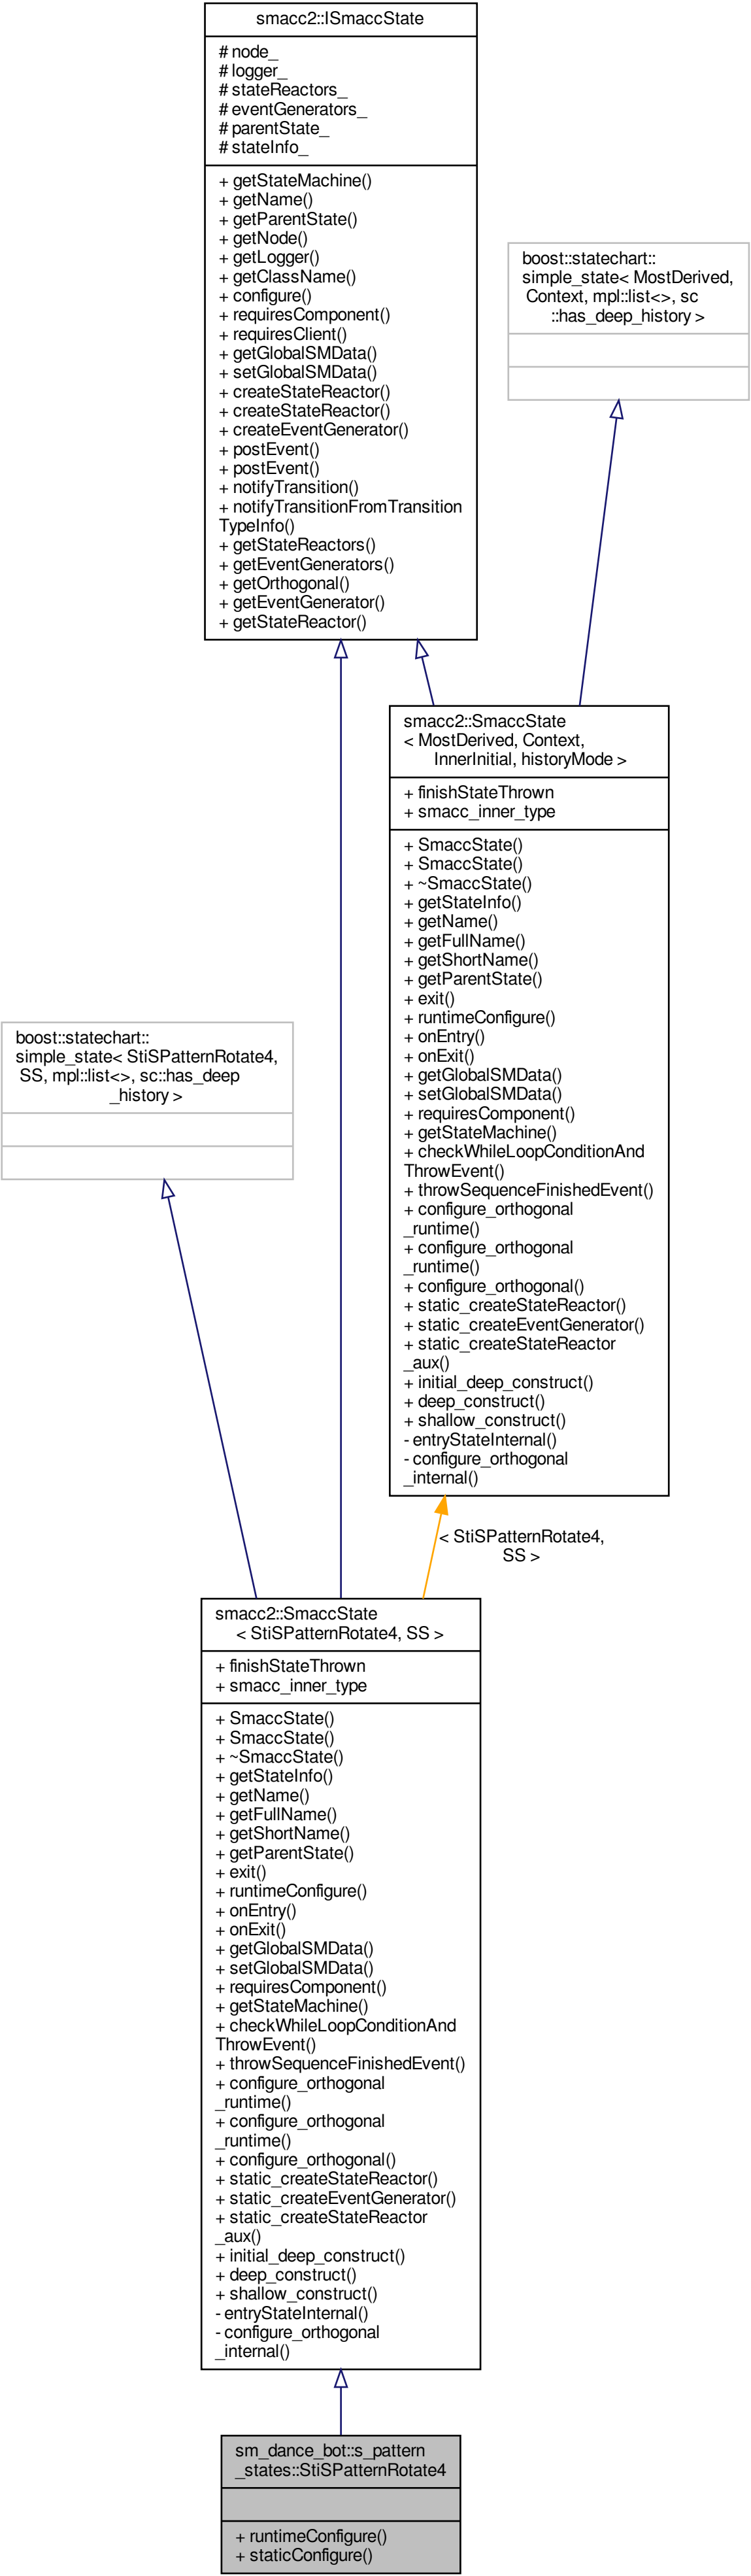 smacc2::ISmaccState
# node_
# logger_
# stateReactors_
# eventGenerators_
# parentState_
# stateInfo_
+ getStateMachine()
+ getName()
+ getParentState()
+ getNode()
+ getLogger()
+ getClassName()
+ configure()
+ requiresComponent()
+ requiresClient()
+ getGlobalSMData()
+ setGlobalSMData()
+ createStateReactor()
+ createStateReactor()
+ createEventGenerator()
+ postEvent()
+ postEvent()
+ notifyTransition()
+ notifyTransitionFromTransition
TypeInfo()
+ getStateReactors()
+ getEventGenerators()
+ getOrthogonal()
+ getEventGenerator()
+ getStateReactor()
boost::statechart::
simple_state< MostDerived,
Context, mpl::list<>, sc
::has_deep_history >
smacc2::SmaccState
< MostDerived, Context,
InnerInitial, historyMode >
+ finishStateThrown
+ smacc_inner_type
+ SmaccState()
+ SmaccState()
+ ~SmaccState()
+ getStateInfo()
+ getName()
+ getFullName()
+ getShortName()
+ getParentState()
+ exit()
+ runtimeConfigure()
+ onEntry()
+ onExit()
+ getGlobalSMData()
+ setGlobalSMData()
+ requiresComponent()
+ getStateMachine()
+ checkWhileLoopConditionAnd
ThrowEvent()
+ throwSequenceFinishedEvent()
+ configure_orthogonal
_runtime()
+ configure_orthogonal
_runtime()
+ configure_orthogonal()
+ static_createStateReactor()
+ static_createEventGenerator()
+ static_createStateReactor
_aux()
+ initial_deep_construct()
+ deep_construct()
+ shallow_construct()
- entryStateInternal()
- configure_orthogonal
_internal()
boost::statechart::
simple_state< StiSPatternRotate4,
SS, mpl::list<>, sc::has_deep
_history >
< StiSPatternRotate4,
SS >
smacc2::SmaccState
< StiSPatternRotate4, SS >
+ finishStateThrown
+ smacc_inner_type
+ SmaccState()
+ SmaccState()
+ ~SmaccState()
+ getStateInfo()
+ getName()
+ getFullName()
+ getShortName()
+ getParentState()
+ exit()
+ runtimeConfigure()
+ onEntry()
+ onExit()
+ getGlobalSMData()
+ setGlobalSMData()
+ requiresComponent()
+ getStateMachine()
+ checkWhileLoopConditionAnd
ThrowEvent()
+ throwSequenceFinishedEvent()
+ configure_orthogonal
_runtime()
+ configure_orthogonal
_runtime()
+ configure_orthogonal()
+ static_createStateReactor()
+ static_createEventGenerator()
+ static_createStateReactor
_aux()
+ initial_deep_construct()
+ deep_construct()
+ shallow_construct()
- entryStateInternal()
- configure_orthogonal
_internal()
sm_dance_bot::s_pattern
_states::StiSPatternRotate4
+ runtimeConfigure()
+ staticConfigure()